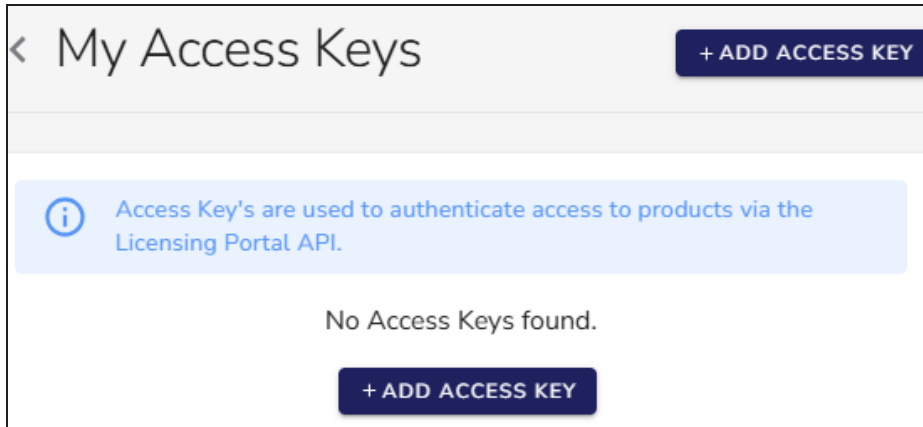 My Access Keys
+ ADD ACCESS KEY
Access Key's are used to authenticate access to products via the
Licensing Portal API.
No Access Keys found.
+ ADD ACCESS KEY